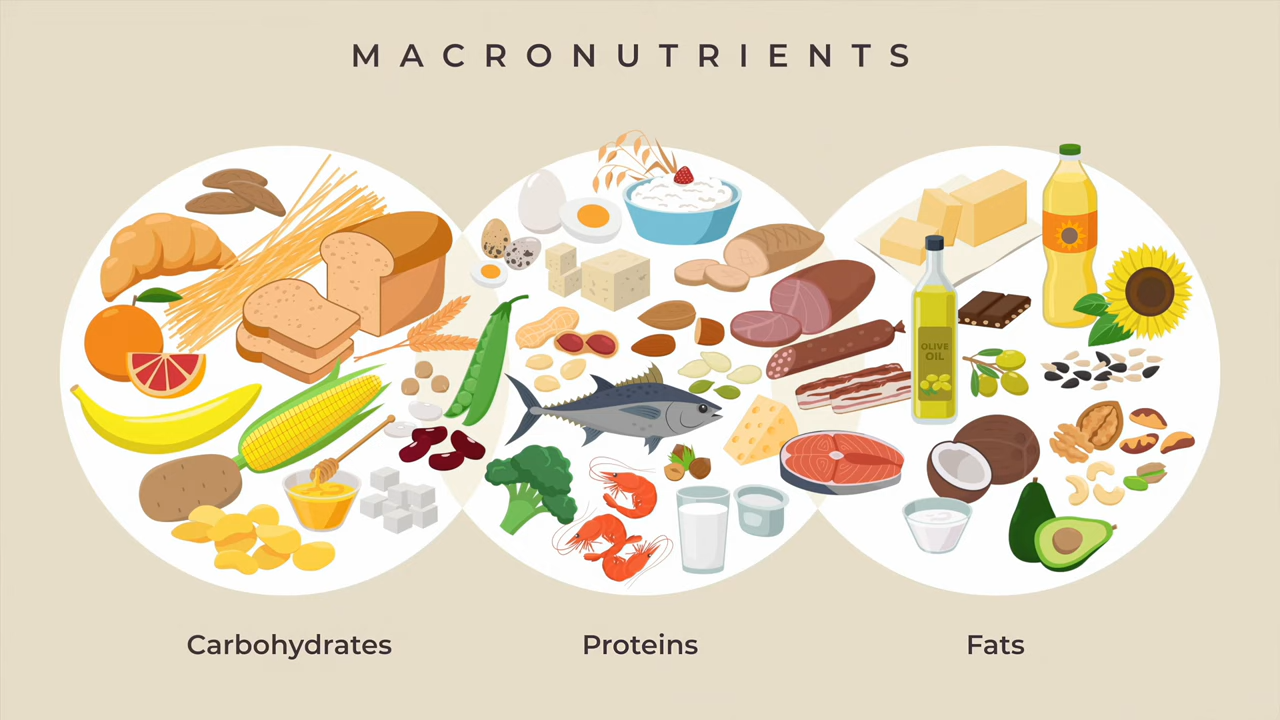 MACRONUTRIENTS
OLIVE
OIL
Carbohydrates
Proteins
Fats